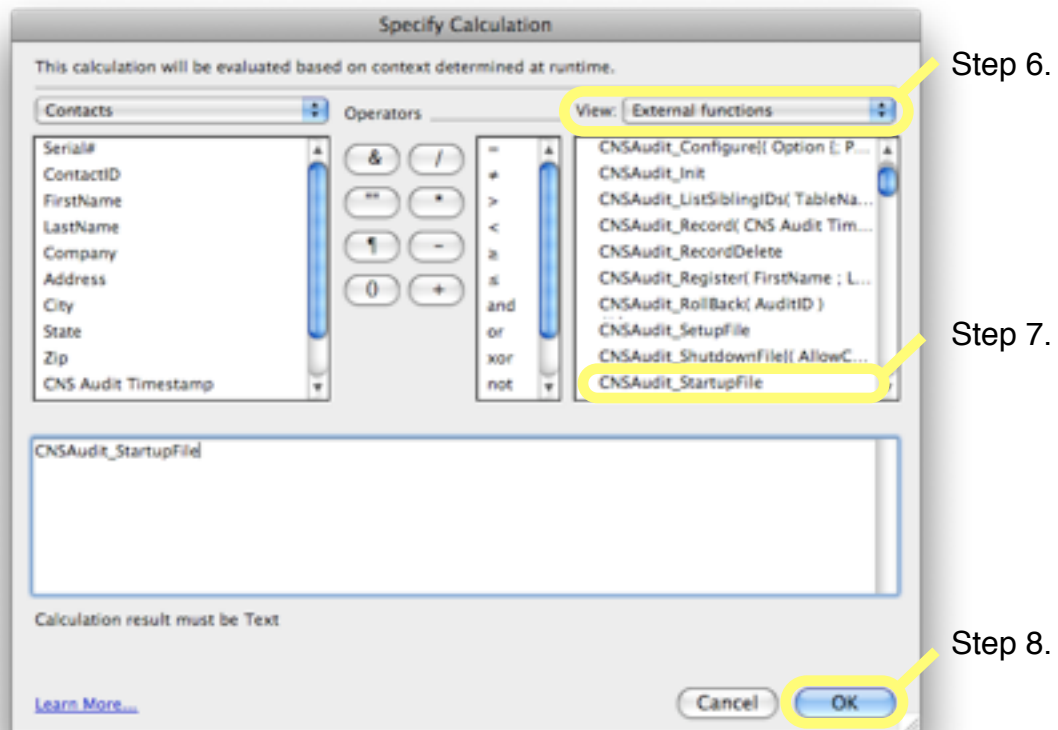 Specify Calculation
This calculation will be evaluated based on context determined at runtime.
Step 6.
Contacts
Operators
View: External functions
Serial#
ContactID
FirstName
LastName
Company
Address
City
State
Zip
CNS Audit Timestamp
& /
"" *
¶ -
() +
=
≠
>
<
≥
≤
and
or
xor
not
CNSAudit_Configure[( Option [; P...
CNSAudit_Init
CNSAudit_ListSiblingIDs( TableNa...
CNSAudit_Record( CNS Audit Tim...
CNSAudit_RecordDelete
CNSAudit_Register( FirstName ; L...
CNSAudit_RollBack( AuditID )
CNSAudit_SetupFile
CNSAudit_ShutdownFile[( AllowC...
CNSAudit_StartupFile
Step 7.
CNSAudit_StartupFile
Calculation result must be Text
Step 8.
Learn More...
Cancel
OK